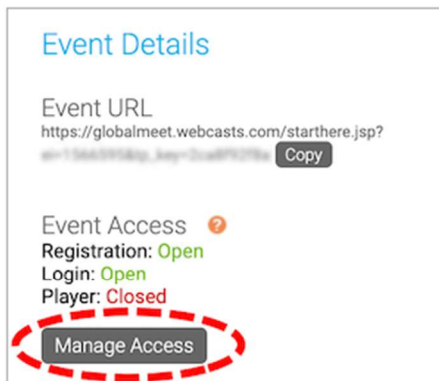 Event Details
Event URL
https://globalmeet.webcasts.com/starthere.jsp?
Copy
Event Access ?
Registration: Open
Login: Open
Player: Closed
Manage Access